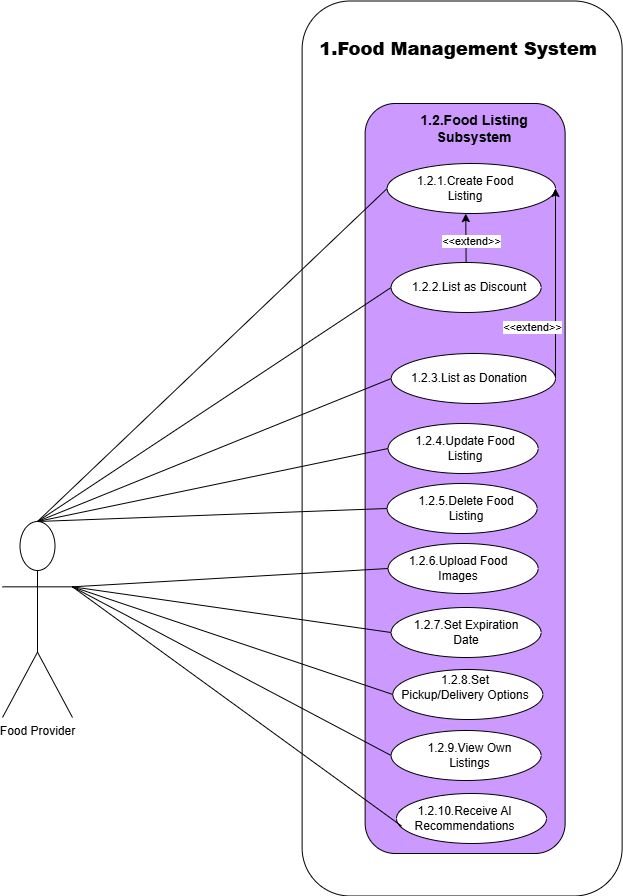 1.Food Management System
1.2.Food Listing
Subsystem
1.2.1.Create Food
Listing
<<extend>>
1.2.2.List as Discount
<<extend>>
1.2.3.List as Donation
1.2.4.Update Food
Listing
1.2.5.Delete Food
Listing
1.2.6.Upload Food
Images
1.2.7.Set Expiration
Date
1.2.8.Set
Pickup/Delivery Options
Food Provider
1.2.9.View Own
Listings
1.2.10.Receive AI
Recommendations